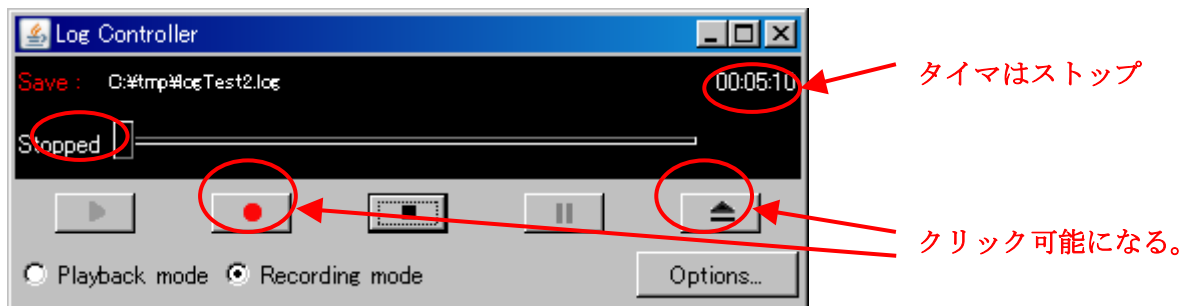 Log Controller
Save : C:¥tmp¥logTest2.log 00:05:10
タイマはストップ
Stopped
クリック可能になる。
Playback mode Recording mode Options...